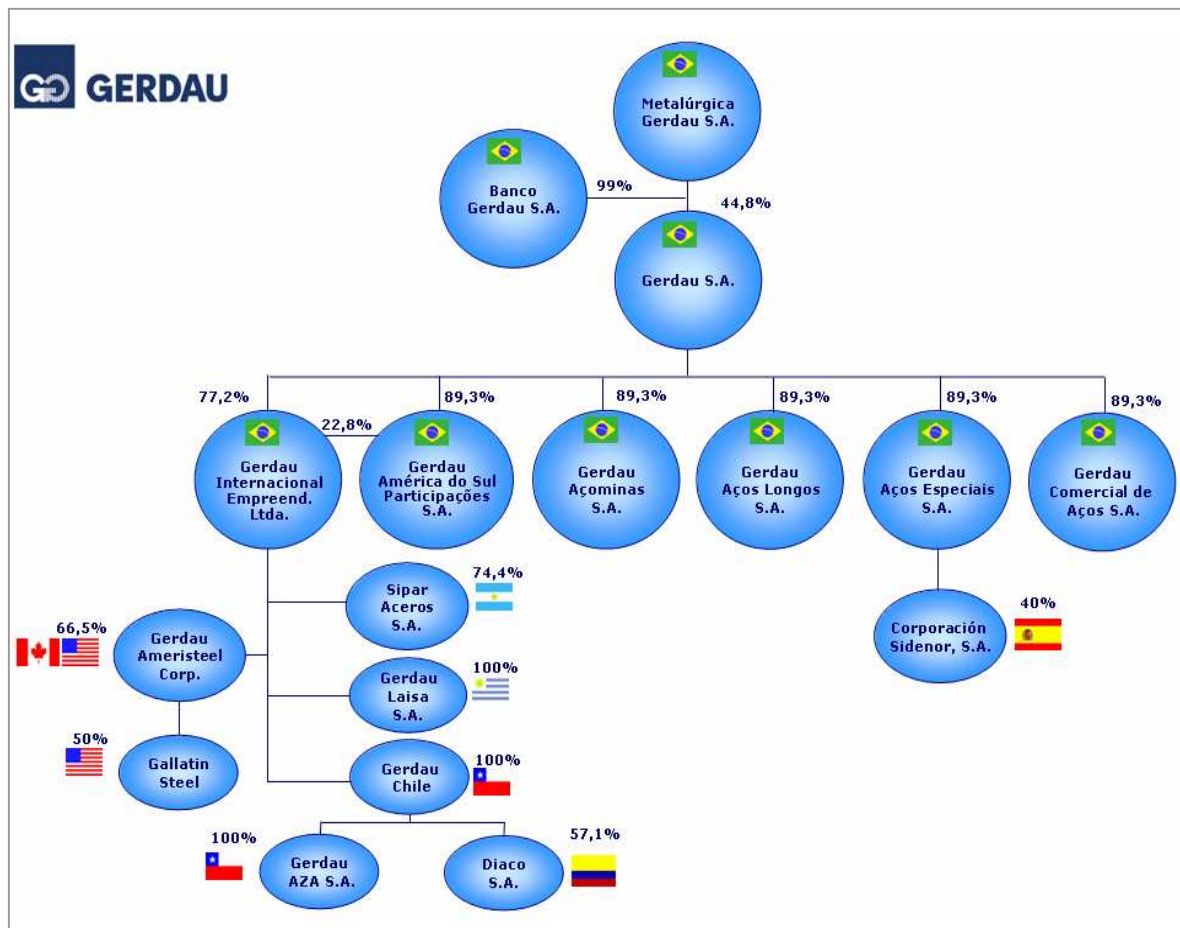 GG GERDAU
Metalúrgica
Gerdau S.A.
Banco
Gerdau S.A.
99%
44,8%
Gerdau S.A.
77,2%
89,3%
89,3%
89,3%
89,3%
89,3%
22,8%
Gerdau
Internacional
Empreend.
Ltda.
Gerdau
América do Sul
Participações
S.A.
Gerdau
Açominas
S.A.
Gerdau
Aços Longos
S.A.
Gerdau
Aços Especiais
S.A.
Gerdau
Comercial de
Aços S.A.
74,4%
Sipar
Aceros
S.A.
40%
Corporación
Sidenor, S.A.
66,5%
Gerdau
Ameristeel
Corp.
100%
Gerdau
Laisa
S.A.
50%
Gallatin
Steel
100%
Gerdau
Chile
100%
Gerdau
AZA S.A.
57,1%
Diaco
S.A.